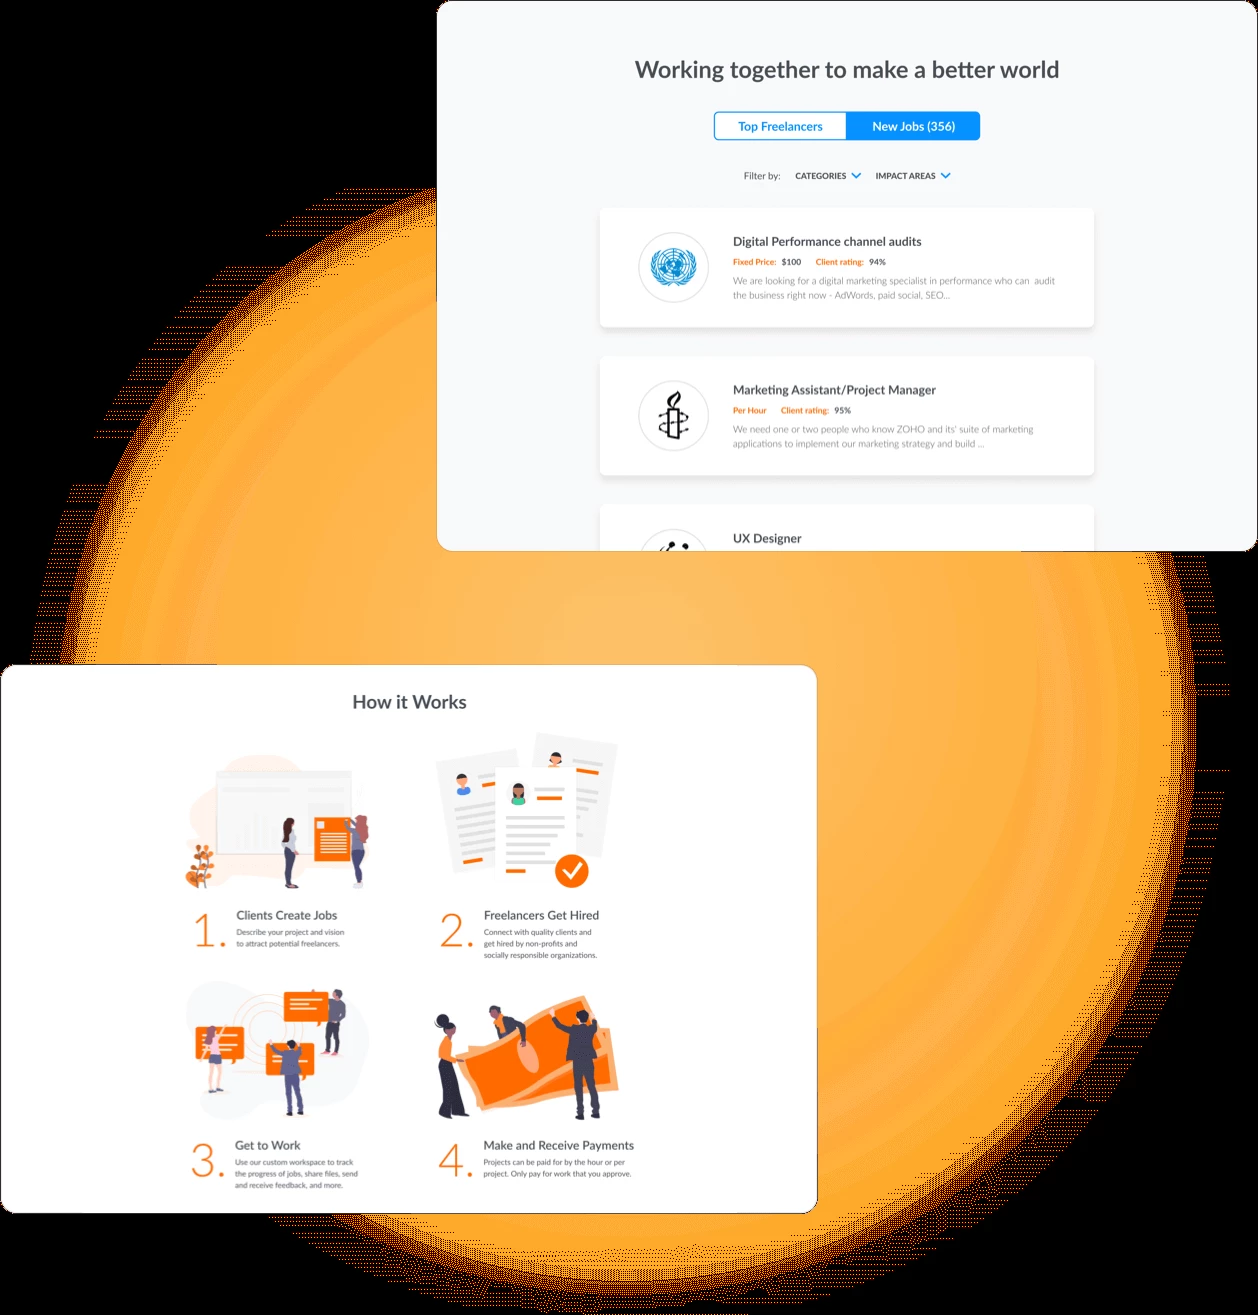 Working together to make a better world
Top Freelancers
New Jobs (356)
Filter by: CATEGORIES IMPACT AREAS
Digital Performance channel audits
Fixed Price: $100 Client rating: 94%
We are looking for a digital marketing specialist in performance who can audit
the business right now - AdWords, paid social, SEO...
Marketing Assistant/Project Manager
Per Hour Client rating: 95%
We need one or two people who know ZOHO and its' suite of marketing
applications to implement our marketing strategy and build ...
UX Designer
How it Works
1. Clients Create Jobs
Describe your project and vision
to attract potential freelancers.
2. Freelancers Get Hired
Connect with quality clients and
get hired by non-profits and
socially responsible organizations.
3. Get to Work
Use our custom workspace to track
the progress of jobs, share files, send
and receive feedback, and more.
4. Make and Receive Payments
Projects can be paid for by the hour or per
project. Only pay for work that you approve.